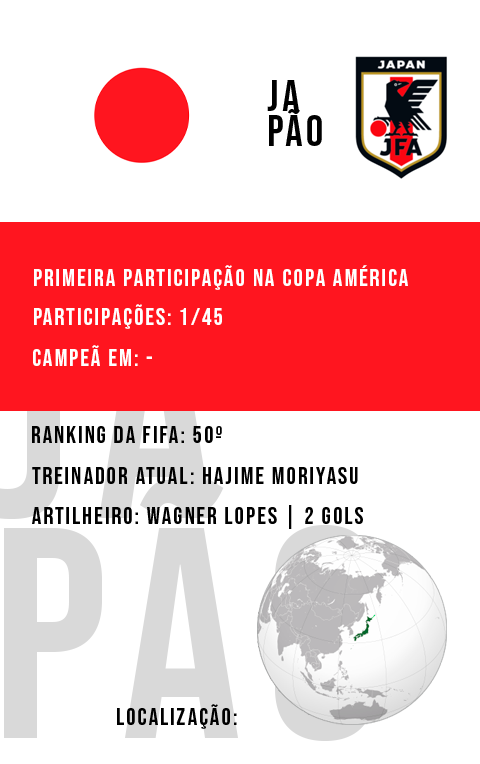 JA
PÃO
JAPAN
JFA
PRIMEIRA PARTICIPAÇÃO NA COPA AMÉRICA
PARTICIPAÇÕES: 1/45
CAMPEÃ EM: -
RANKING DA FIFA: 50º
TREINADOR ATUAL: HAJIME MORIYASU
ARTILHEIRO: WAGNER LOPES | 2 GOLS
JA
PÃO
LOCALIZAÇÃO: